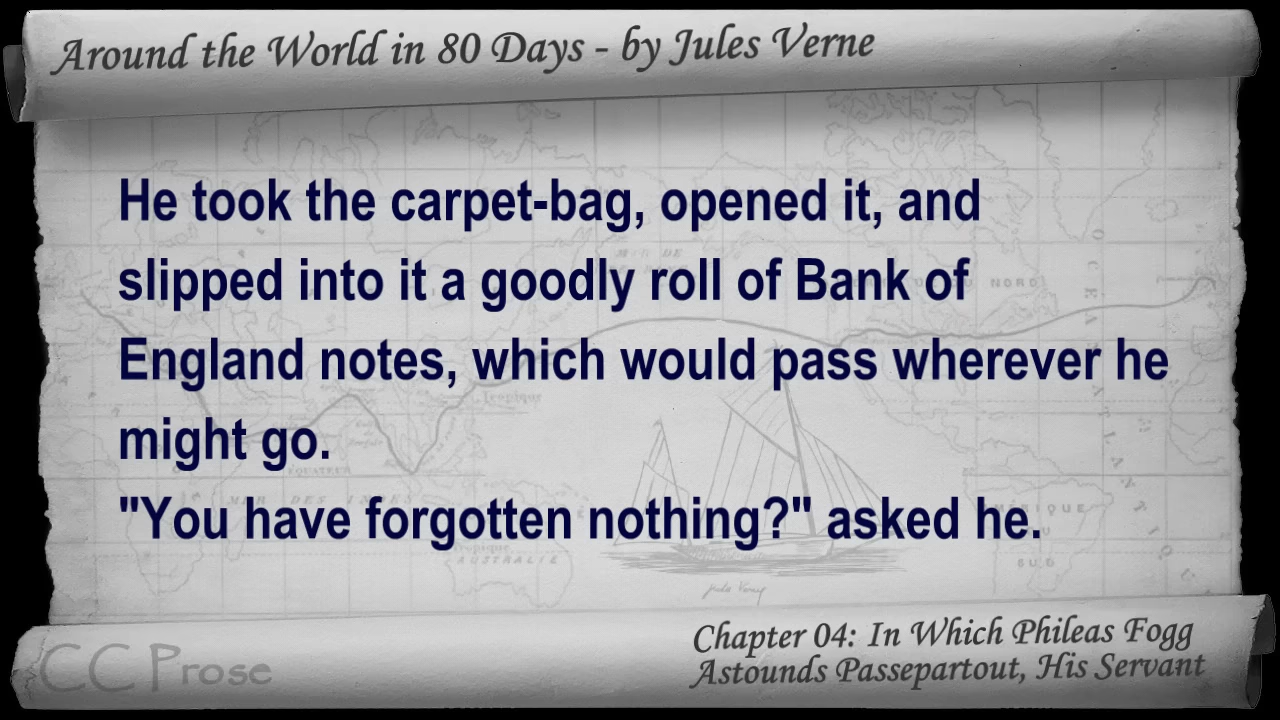 Around the World in 80 Days - by Jules Verne
He took the carpet-bag, opened it, and
slipped into it a goodly roll of Bank of
England notes, which would pass wherever he
might go.
"You have forgotten nothing?" asked he.
Chapter 04: In Which Phileas Fogg
Astounds Passepartout, His Servant
CC Prose